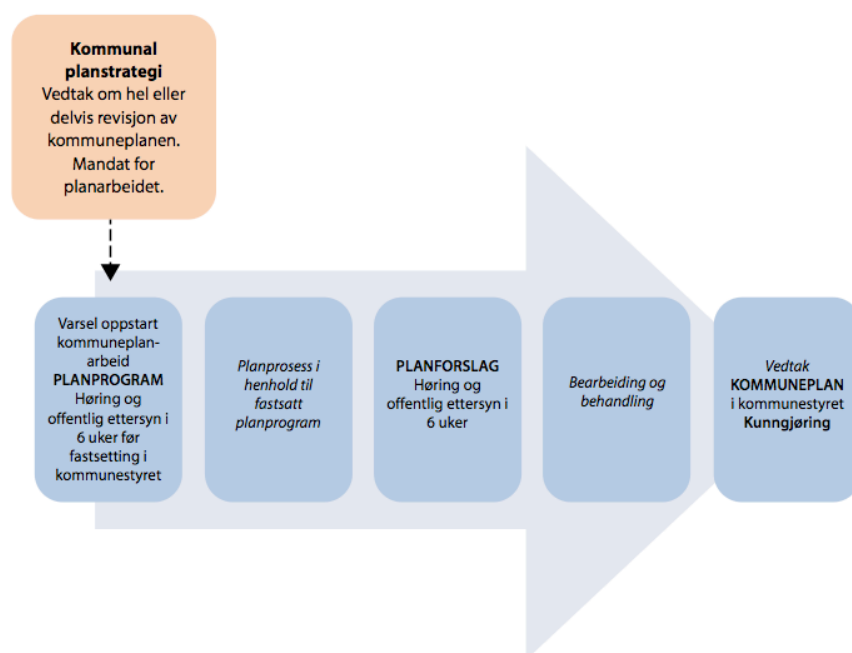 Kommunal
planstrategi
Vedtak om hel eller
delvis revisjon av
kommuneplanen.
Mandat for
planarbeidet.
Varsel oppstart
kommuneplan-
arbeid
PLANPROGRAM
Høring og
offentlig ettersyn i
6 uker før
fastsetting i
kommunestyret
Planprosess i
henhold til
fastsatt
planprogram
PLANFORSLAG
Høring og
offentlig ettersyn i
6 uker
Bearbeiding og
behandling
Vedtak
KOMMUNEPLAN
i kommunestyret
Kunngjøring